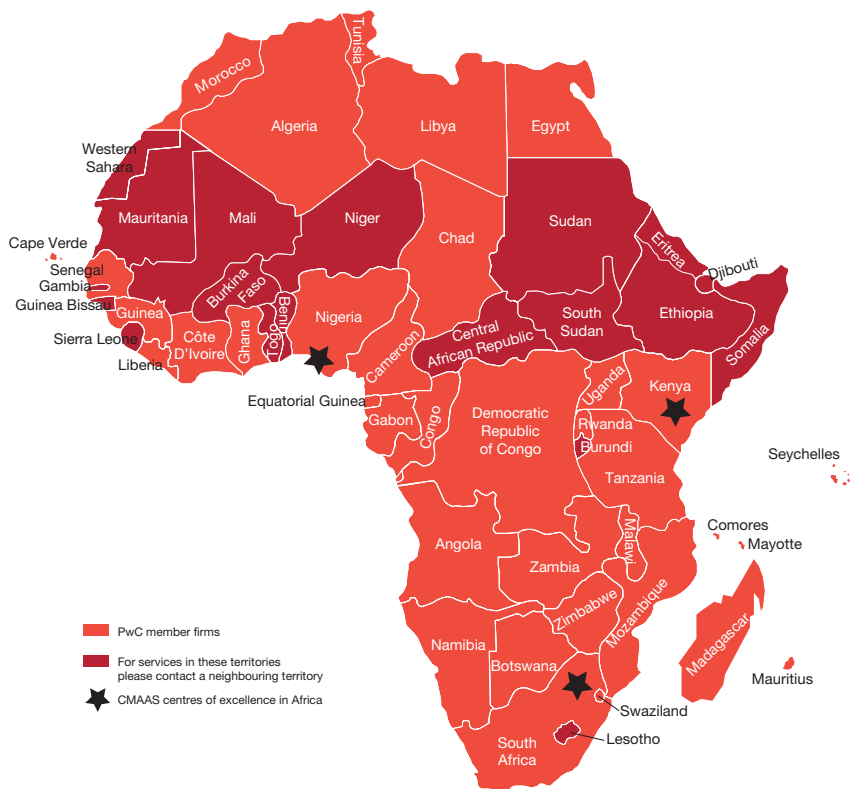 Tunisia
Morocco
Algeria
Libya
Egypt
Western
Sahara
Mauritania
Mali
Niger
Chad
Sudan
Eritrea
Djibouti
Cape Verde
Senegal
Gambia
Guinea Bissau
Guinea
Sierra Leone
Liberia
Côte
D'Ivoire
Burkina
Faso
Ghana
Togo
Benin
Nigeria
Cameroon
Central
African Republic
South
Sudan
Ethiopia
Somalia
Equatorial Guinea
Gabon
Congo
Democratic
Republic
of Congo
Uganda
Kenya
Rwanda
Burundi
Tanzania
Seychelles
Comores
Mayotte
Angola
Zambia
Malawi
Mozambique
Zimbabwe
Madagascar
Mauritius
Namibia
Botswana
Swaziland
Lesotho
South
Africa
PwC member firms
For services in these territories
please contact a neighbouring territory
CMAAS centres of excellence in Africa